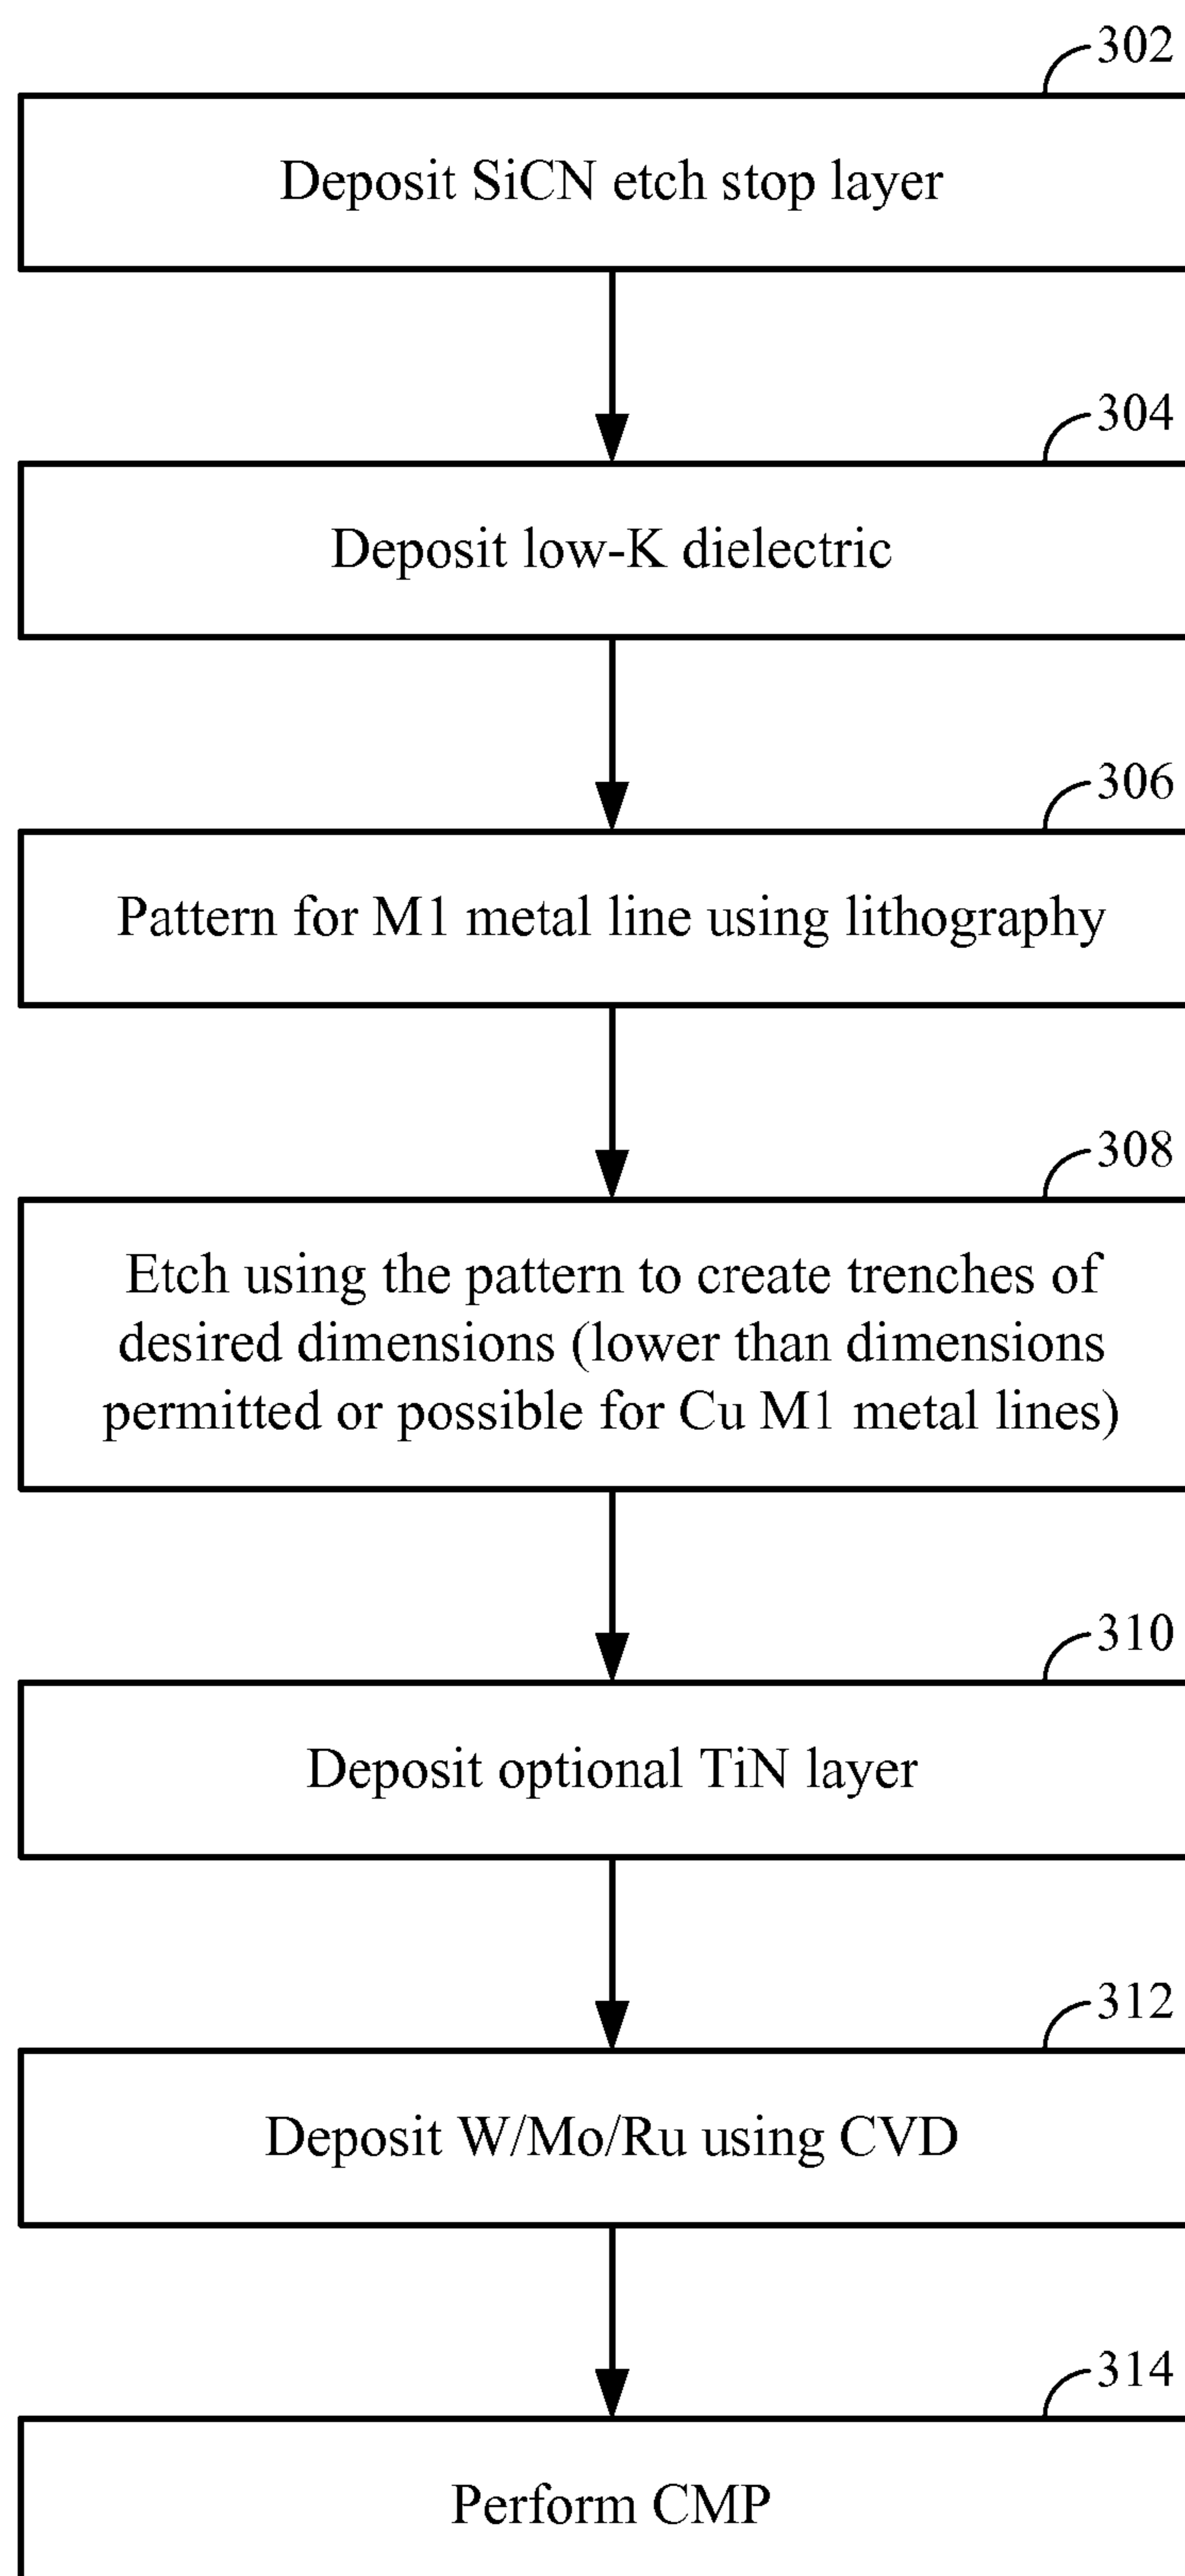 302
Deposit SiCN etch stop layer
304
Deposit low-K dielectric
306
Pattern for M1 metal line using lithography
308
Etch using the pattern to create trenches of
desired dimensions (lower than dimensions
permitted or possible for Cu M1 metal lines)
310
Deposit optional TiN layer
312
Deposit W/Mo/Ru using CVD
314
Perform CMP